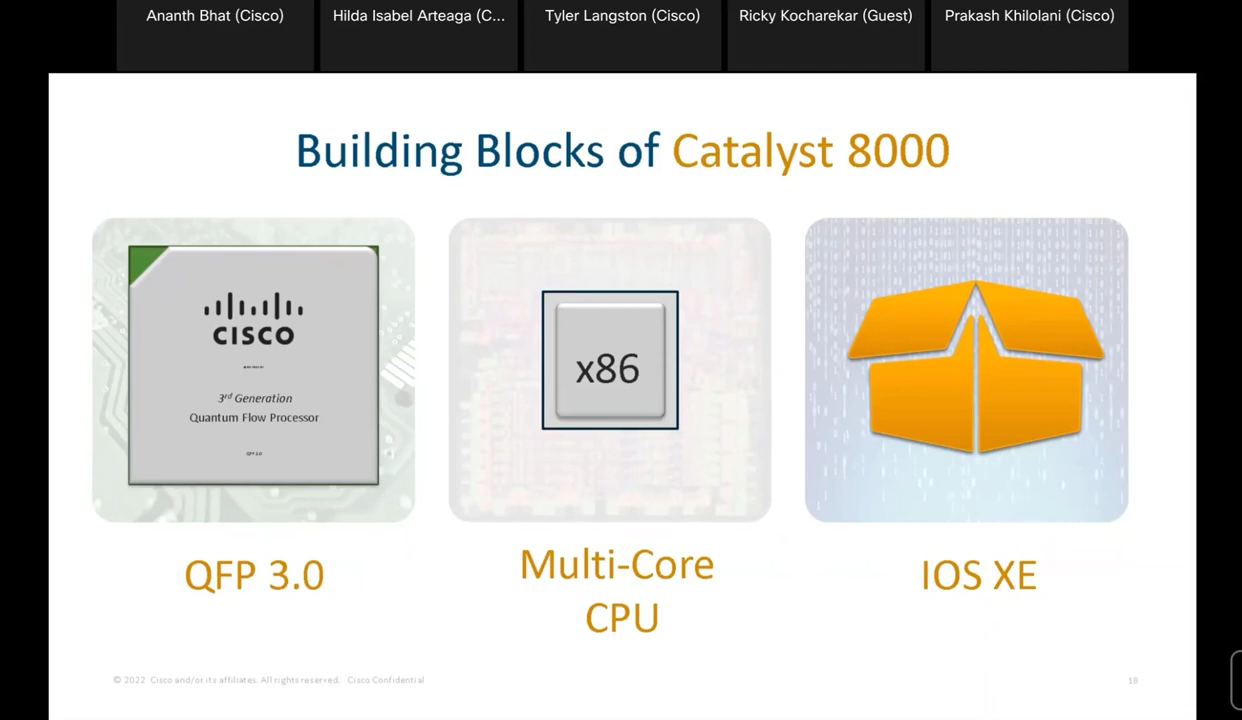 Ananth Bhat (Cisco)
Hilda Isabel Arteaga (C...
Tyler Langston (Cisco)
Ricky Kocharekar (Guest)
Prakash Khilolani (Cisco)
Building Blocks of Catalyst 8000
CISCO
3rd Generation
Quantum Flow Processor
QFP 3.0
x86
QFP 3.0
Multi-Core
CPU
IOS XE
© 2022 Cisco and/or its affiliates. All rights reserved. Cisco Confidential
18